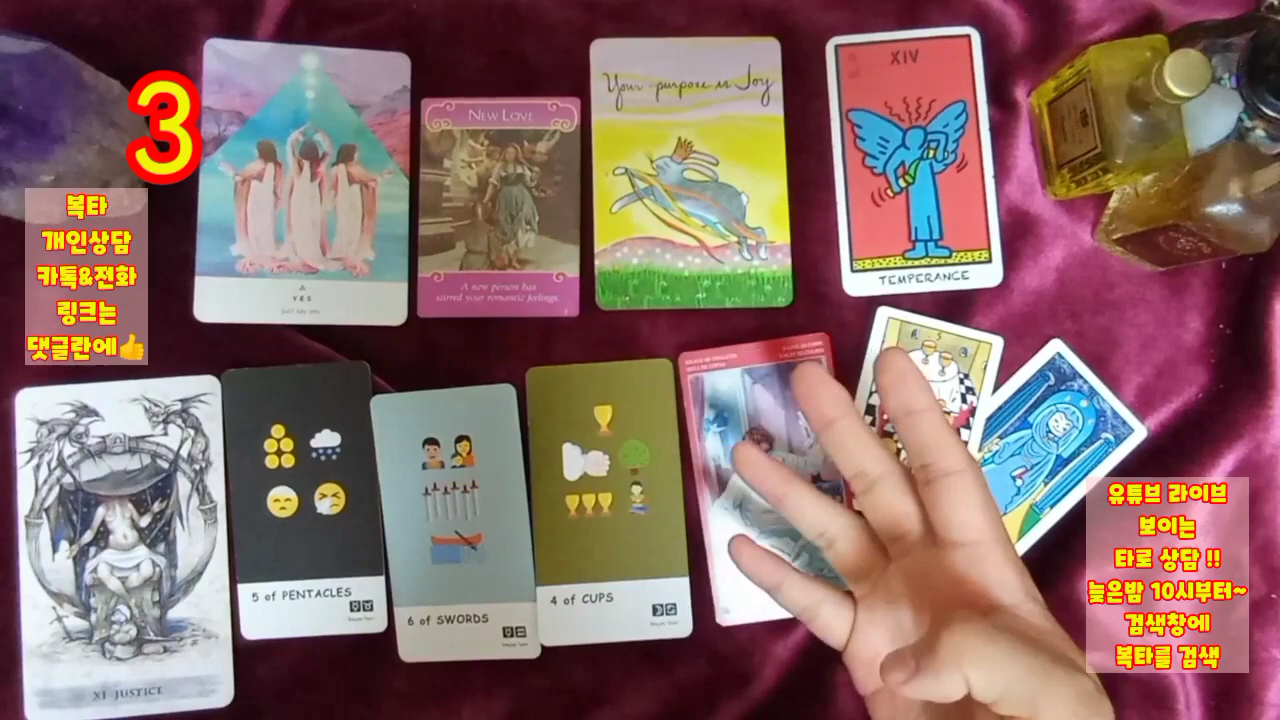 3
복타
개인상담
카톡&전화
링크는
댓글란에👍
YES
JUST SAY YES
NEW LOVE
A new person has
stirred your romantic feelings.
Your purpose is Joy
XIV
TEMPERANCE
XI JUSTICE
5 of PENTACLES
6 of SWORDS
4 of CUPS
유튜브 라이브
보이는
타로 상담 !!
늦은밤 10시부터~
검색창에
복타를 검색